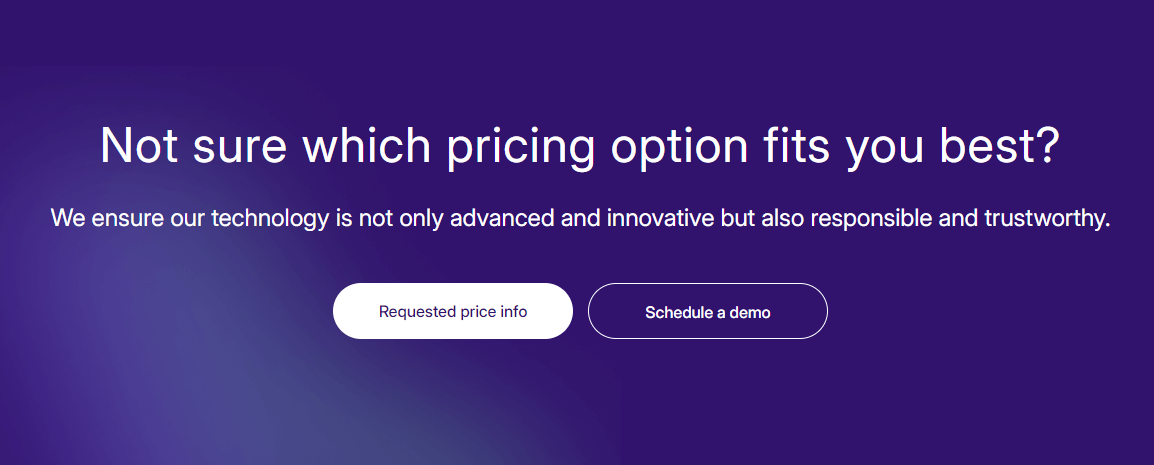 Not sure which pricing option fits you best?
We ensure our technology is not only advanced and innovative but also responsible and trustworthy.
Requested price info
Schedule a demo